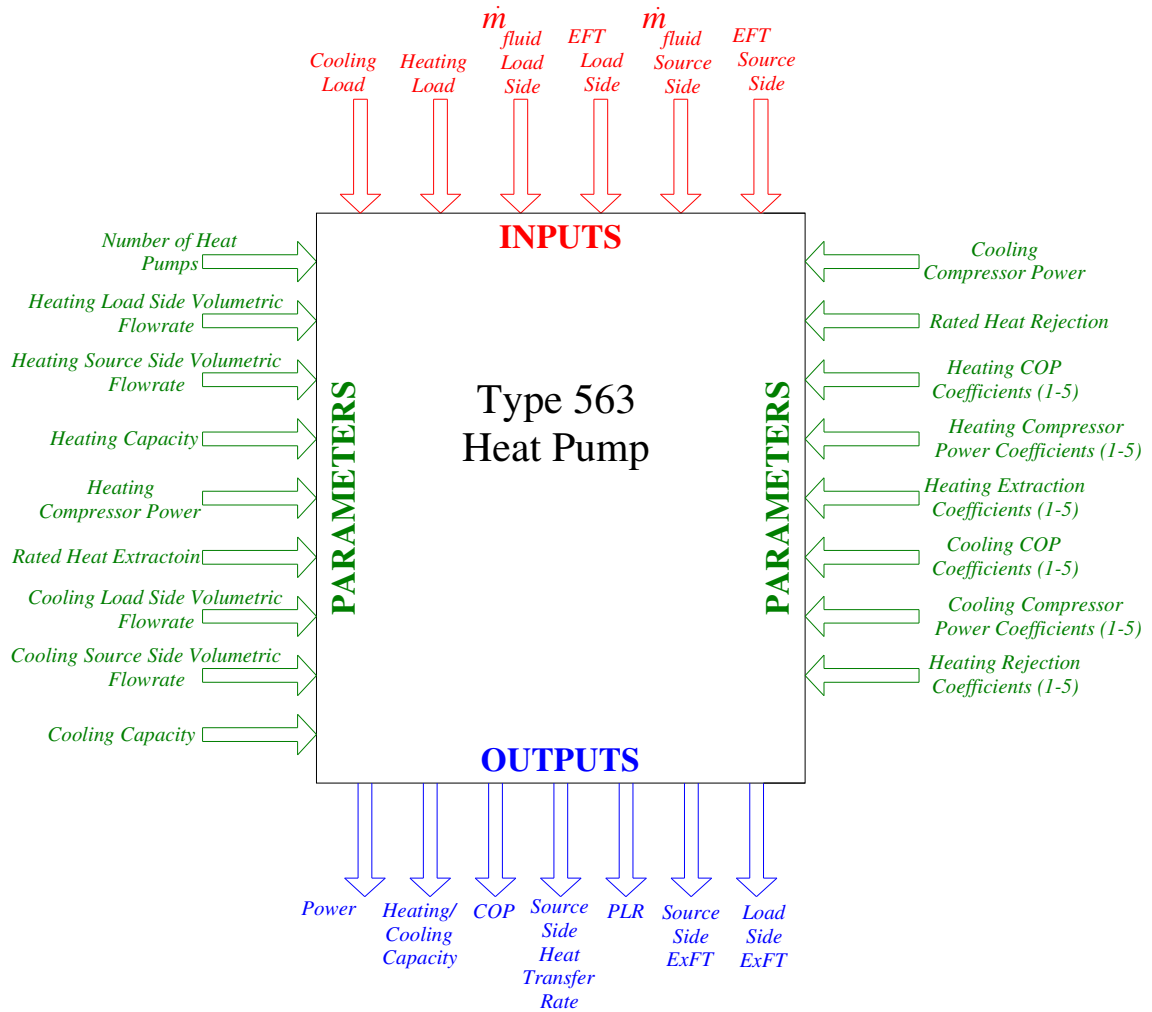 Cooling
Load
Heating
Load
ṁ
fluid
Load
Side
EFT
Load
Side
ṁ
fluid
Source
Side
EFT
Source
Side
INPUTS
Number of Heat
Pumps
Heating Load Side Volumetric
Flowrate
Heating Source Side Volumetric
Flowrate
Heating Capacity
Heating
Compressor Power
Rated Heat Extractoin
Cooling Load Side Volumetric
Flowrate
Cooling Source Side Volumetric
Flowrate
Cooling Capacity
PARAMETERS
Type 563
Heat Pump
PARAMETERS
Cooling
Compressor Power
Rated Heat Rejection
Heating COP
Coefficients (1-5)
Heating Compressor
Power Coefficients (1-5)
Heating Extraction
Coefficients (1-5)
Cooling COP
Coefficients (1-5)
Cooling Compressor
Power Coefficients (1-5)
Heating Rejection
Coefficients (1-5)
OUTPUTS
Power
Heating/
Cooling
Capacity
COP
Source
Side
Heat
Transfer
Rate
PLR
Source
Side
ExFT
Load
Side
ExFT